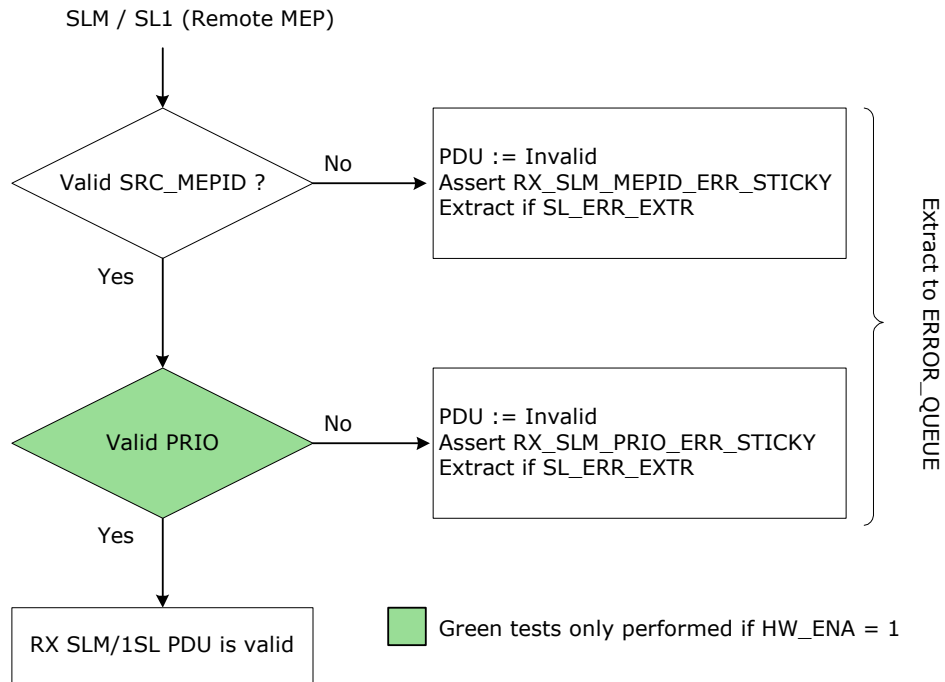 SLM / SL1 (Remote MEP)
Valid SRC_MEPID ?
No
PDU := Invalid
Assert RX_SLM_MEPID_ERR_STICKY
Extract if SL_ERR_EXTR
Yes
Valid PRIO
No
PDU := Invalid
Assert RX_SLM_PRIO_ERR_STICKY
Extract if SL_ERR_EXTR
Extract to ERROR_QUEUE
Yes
RX SLM/1SL PDU is valid
Green tests only performed if HW_ENA = 1